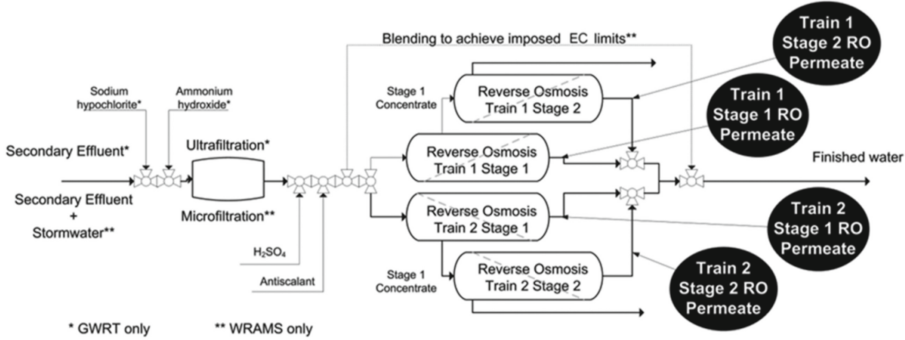 Blending to achieve imposed EC limits**
Train 1
Stage 2 RO
Permeate
Sodium
hypochlorite*
Ammonium
hydroxide*
Stage 1
Concentrate
Reverse Osmosis
Train 1 Stage 2
Train 1
Stage 1 RO
Permeate
Secondary Effluent*
Ultrafiltration*
Reverse Osmosis
Train 1 Stage 1
Finished water
Secondary Effluent
+
Stormwater**
Microfiltration**
Reverse Osmosis
Train 2 Stage 1
Train 2
Stage 1 RO
Permeate
H₂SO₄
Antiscalant
Stage 1
Concentrate
Reverse Osmosis
Train 2 Stage 2
Train 2
Stage 2 RO
Permeate
* GWRT only
** WRAMS only